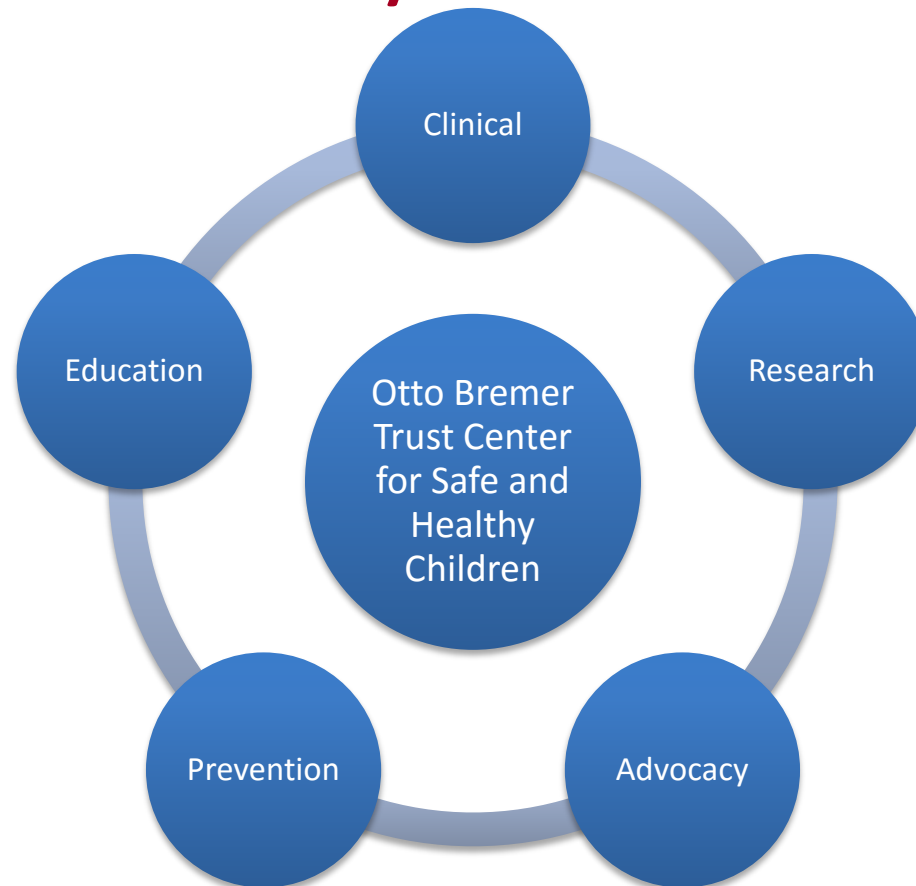 Clinical
Education
Research
Otto Bremer
Trust Center
for Safe and
Healthy
Children
Prevention
Advocacy